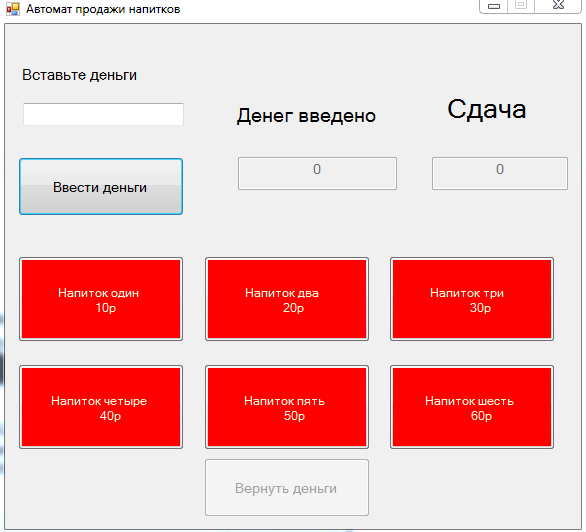 Автомат продажи напитков
Вставьте деньги
Денег введено
Сдача
Ввести деньги
0
0
Напиток один
10р
Напиток два
20р
Напиток три
30р
Напиток четыре
40р
Напиток пять
50р
Напиток шесть
60р
Вернуть деньги